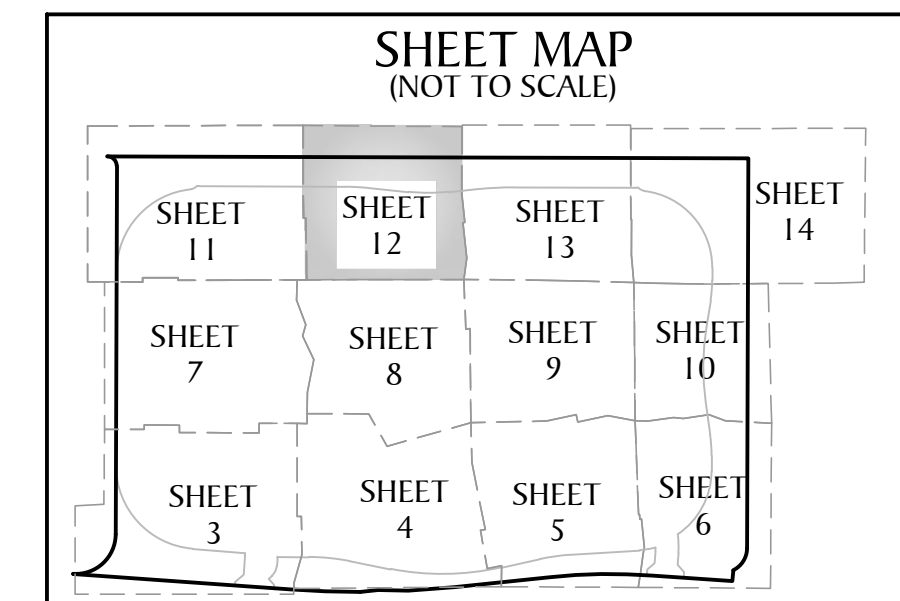 SHEET MAP
(NOT TO SCALE)
SHEET
11
SHEET
12
SHEET
13
SHEET
14
SHEET
7
SHEET
8
SHEET
9
SHEET
10
SHEET
3
SHEET
4
SHEET
5
SHEET
6